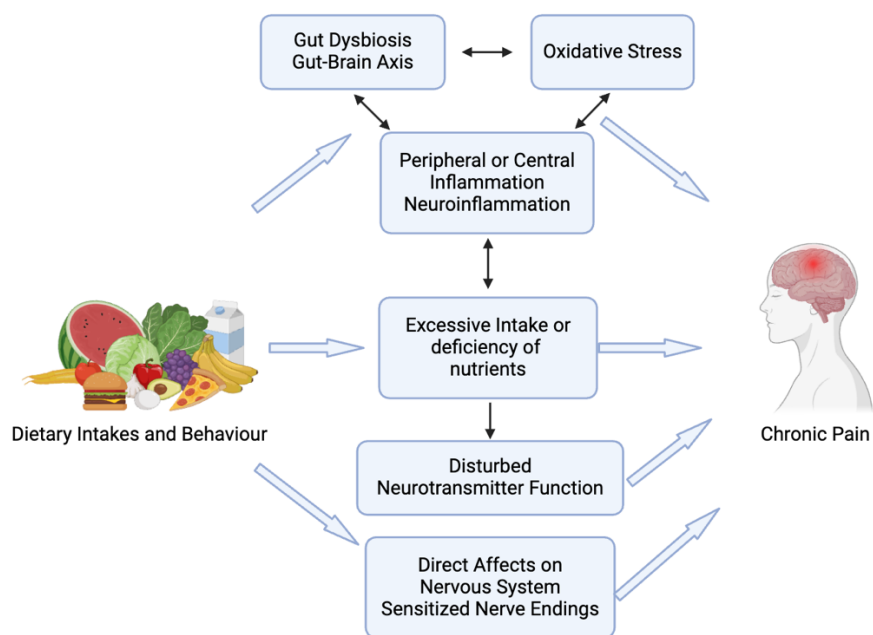 Gut Dysbiosis
Gut-Brain Axis
Oxidative Stress
Peripheral or Central
Inflammation
Neuroinflammation
Excessive Intake or
deficiency of
nutrients
Dietary Intakes and Behaviour
Chronic Pain
Disturbed
Neurotransmitter Function
Direct Affects on
Nervous System
Sensitized Nerve Endings